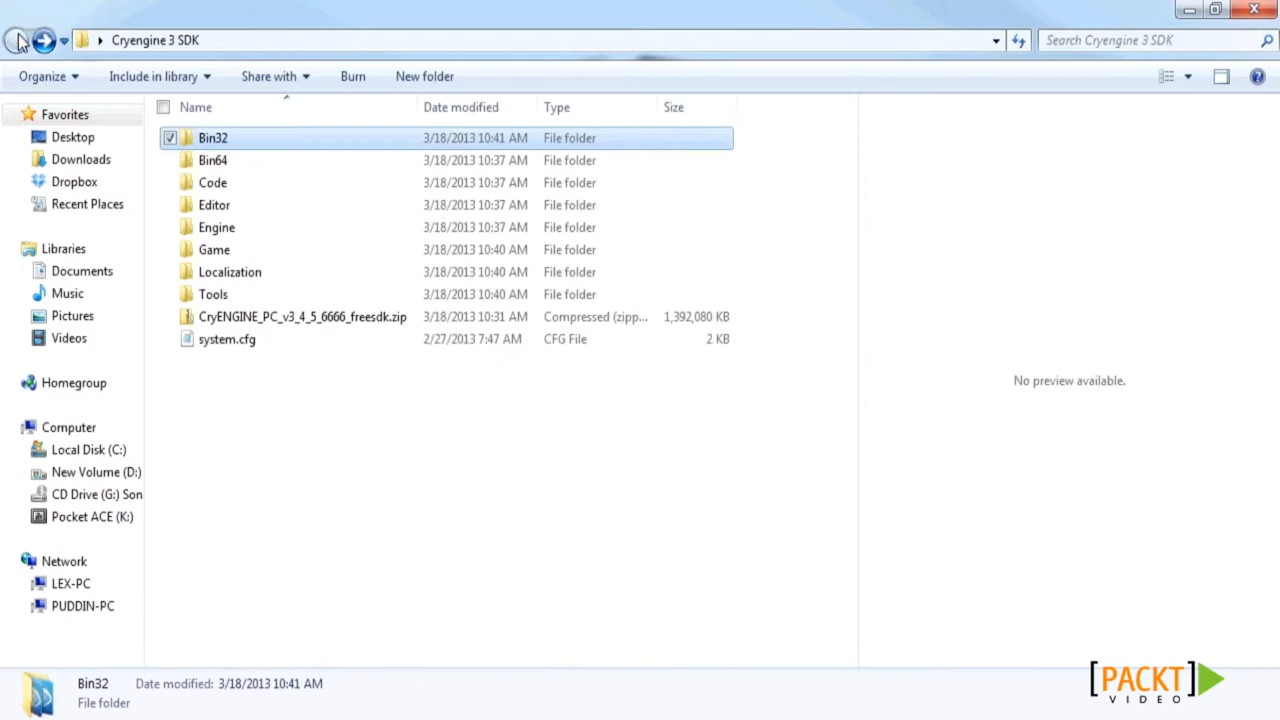 Cryengine 3 SDK
Search Cryengine 3 SDK
Organize Include in library Share with Burn New folder
Favorites
Desktop
Downloads
Dropbox
Recent Places
Libraries
Documents
Music
Pictures
Videos
Homegroup
Computer
Local Disk (C:)
New Volume (D:)
CD Drive (G:) Son
Pocket ACE (K:)
Network
LEX-PC
PUDDIN-PC
Name Date modified Type Size
Bin32 3/18/2013 10:41 AM File folder
Bin64 3/18/2013 10:37 AM File folder
Code 3/18/2013 10:37 AM File folder
Editor 3/18/2013 10:37 AM File folder
Engine 3/18/2013 10:37 AM File folder
Game 3/18/2013 10:40 AM File folder
Localization 3/18/2013 10:40 AM File folder
Tools 3/18/2013 10:40 AM File folder
CryENGINE_PC_v3_4_5_6666_freesdk.zip 3/18/2013 10:31 AM Compressed (zipp... 1,392,080 KB
system.cfg 2/27/2013 7:47 AM CFG File 2 KB
No preview available.
Bin32 Date modified: 3/18/2013 10:41 AM
File folder
[PACKT]
VIDEO